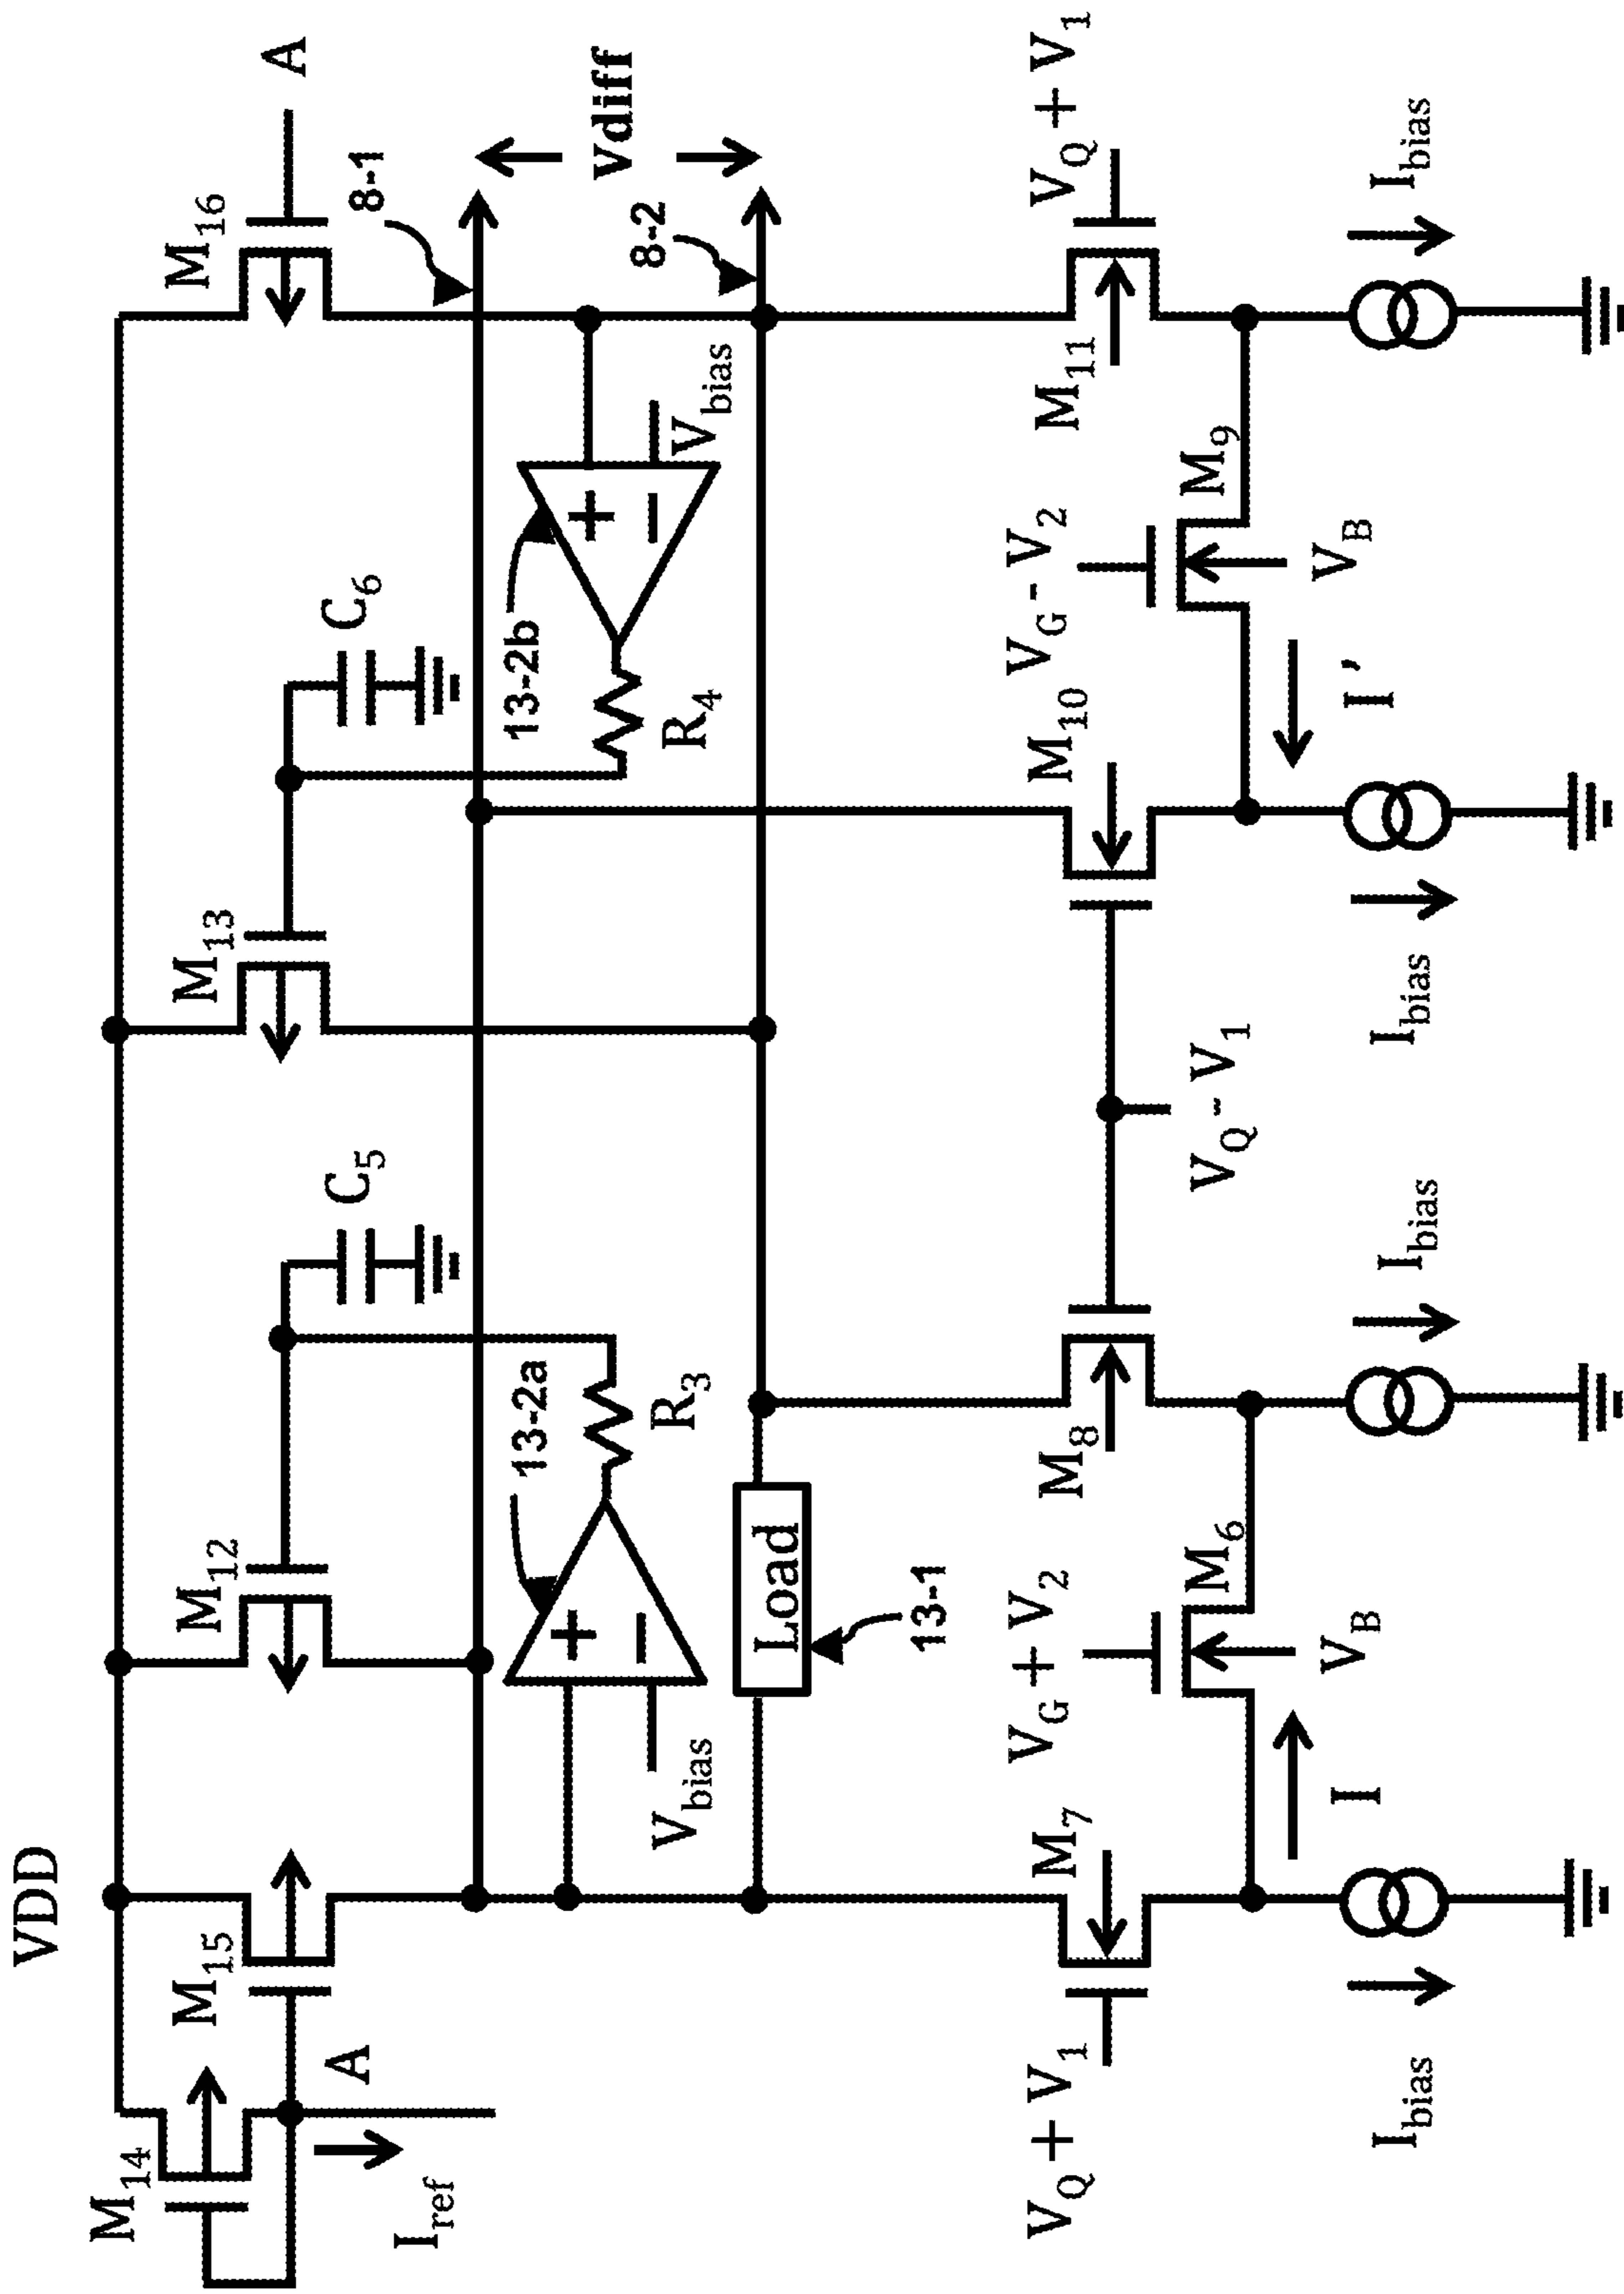 VDD
M14
M15
A
Iref
M12
C5
M13
C6
M16
A
8-1
Vdiff
8-2
Vbias
13-2a
R3
13-2b
R4
Vbias
Load
13-1
VQ + V1
M7
M8
VQ - V1
M10
M11
VQ + V1
VG + V2
M6
VB
VG - V2
M9
VB
I
I'
Ibias
Ibias
Ibias
Ibias